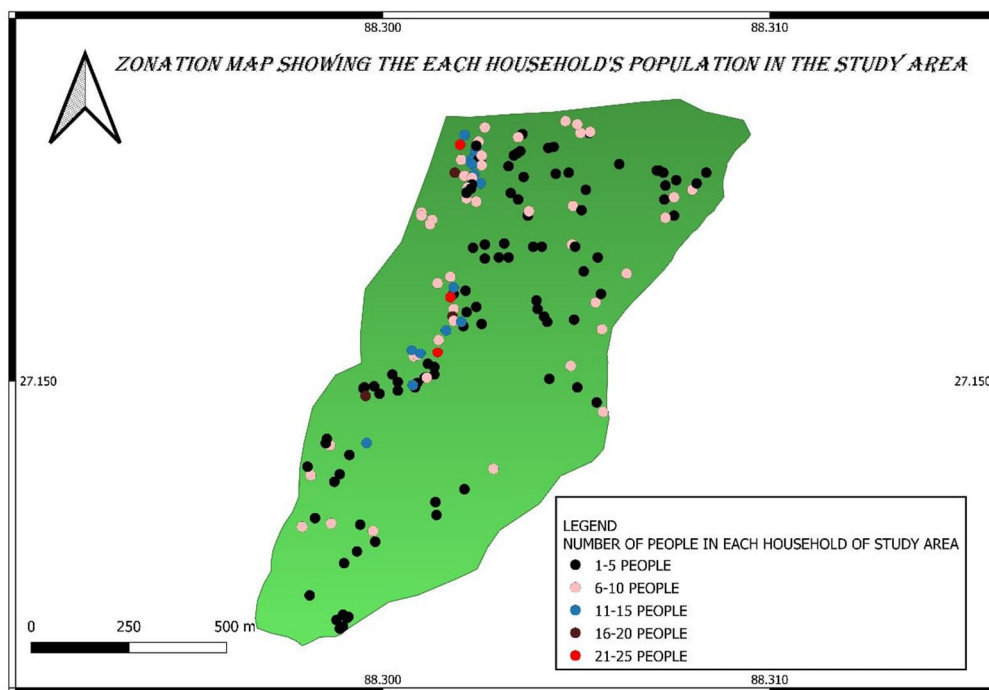 88.300 88.310
ZONATION MAP SHOWING THE EACH HOUSEHOLD'S POPULATION IN THE STUDY AREA
27.150 27.150
LEGEND
NUMBER OF PEOPLE IN EACH HOUSEHOLD OF STUDY AREA
1-5 PEOPLE
6-10 PEOPLE
11-15 PEOPLE
16-20 PEOPLE
21-25 PEOPLE
0 250 500 m
88.300 88.310